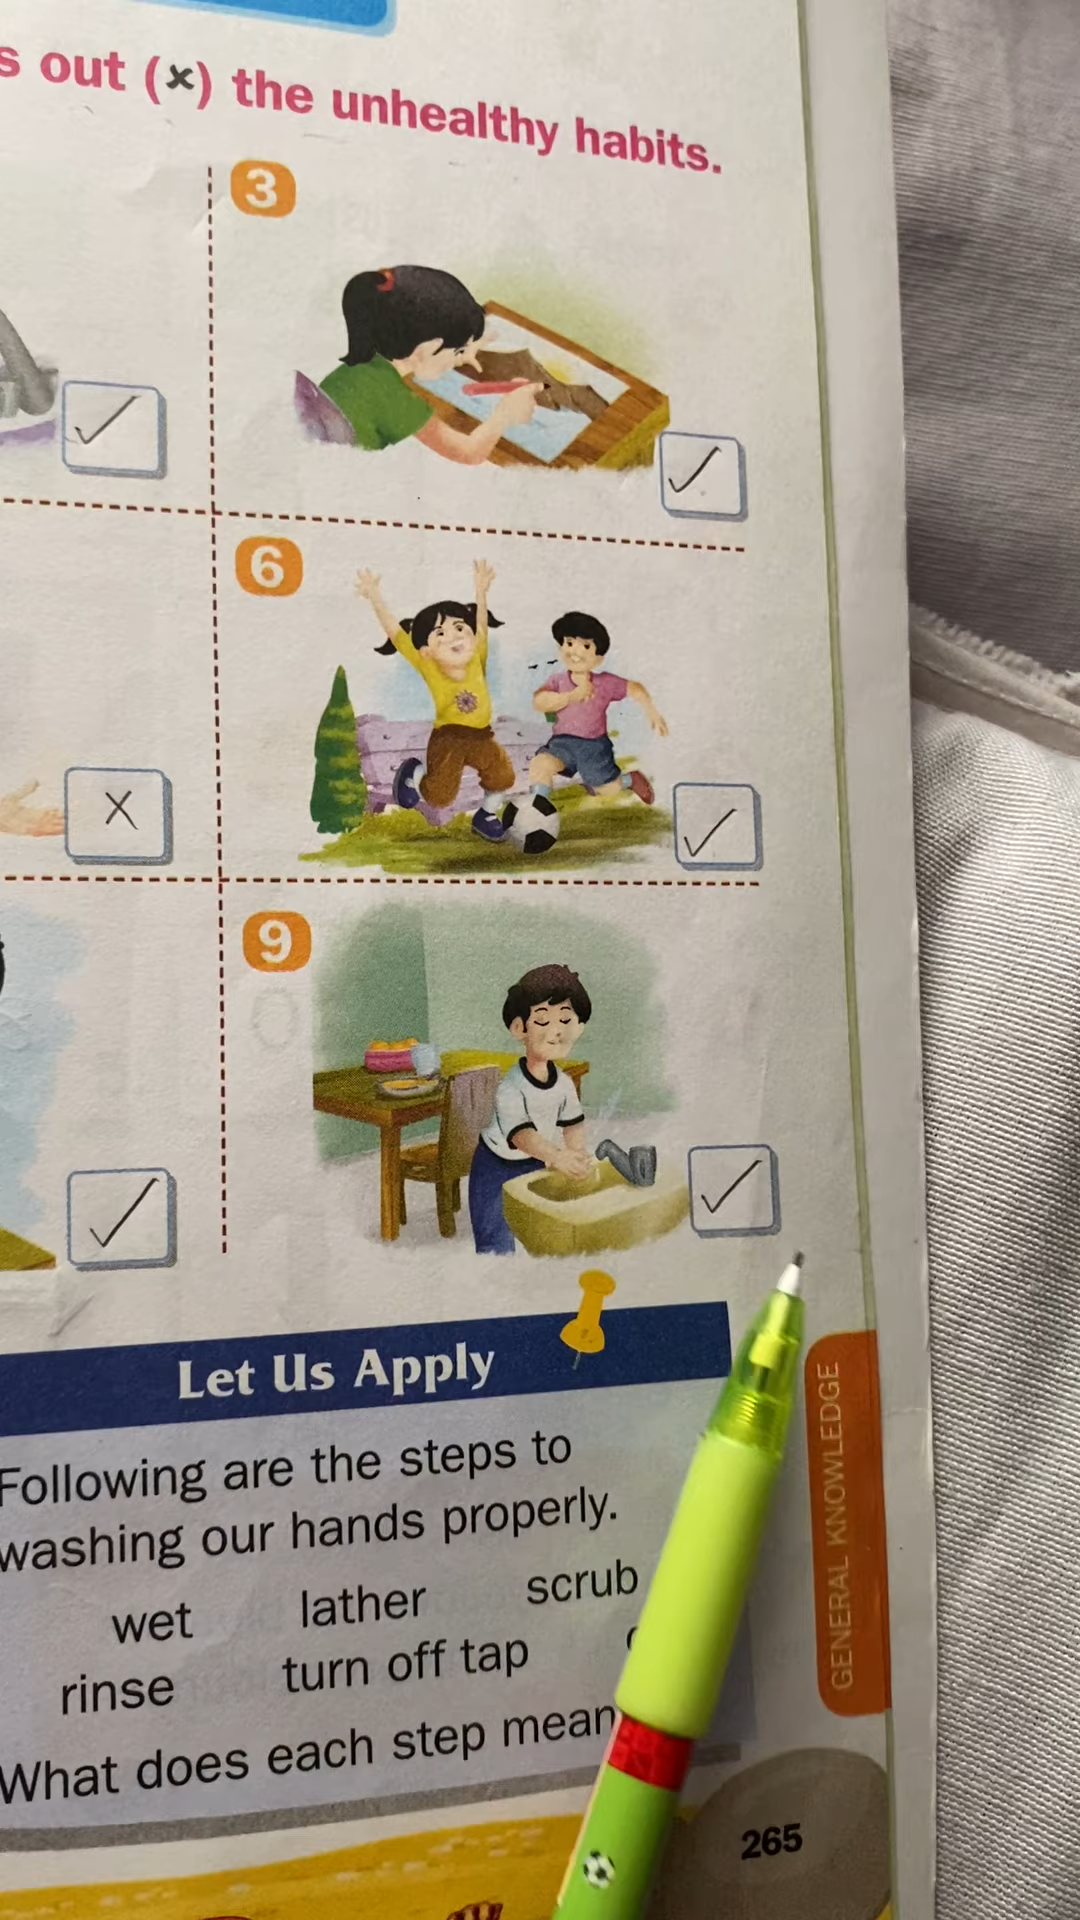 s out (×) the unhealthy habits.
3
6
9
Let Us Apply
Following are the steps to
washing our hands properly.
wet lather scrub
rinse turn off tap
What does each step mean
GENERAL KNOWLEDGE
265